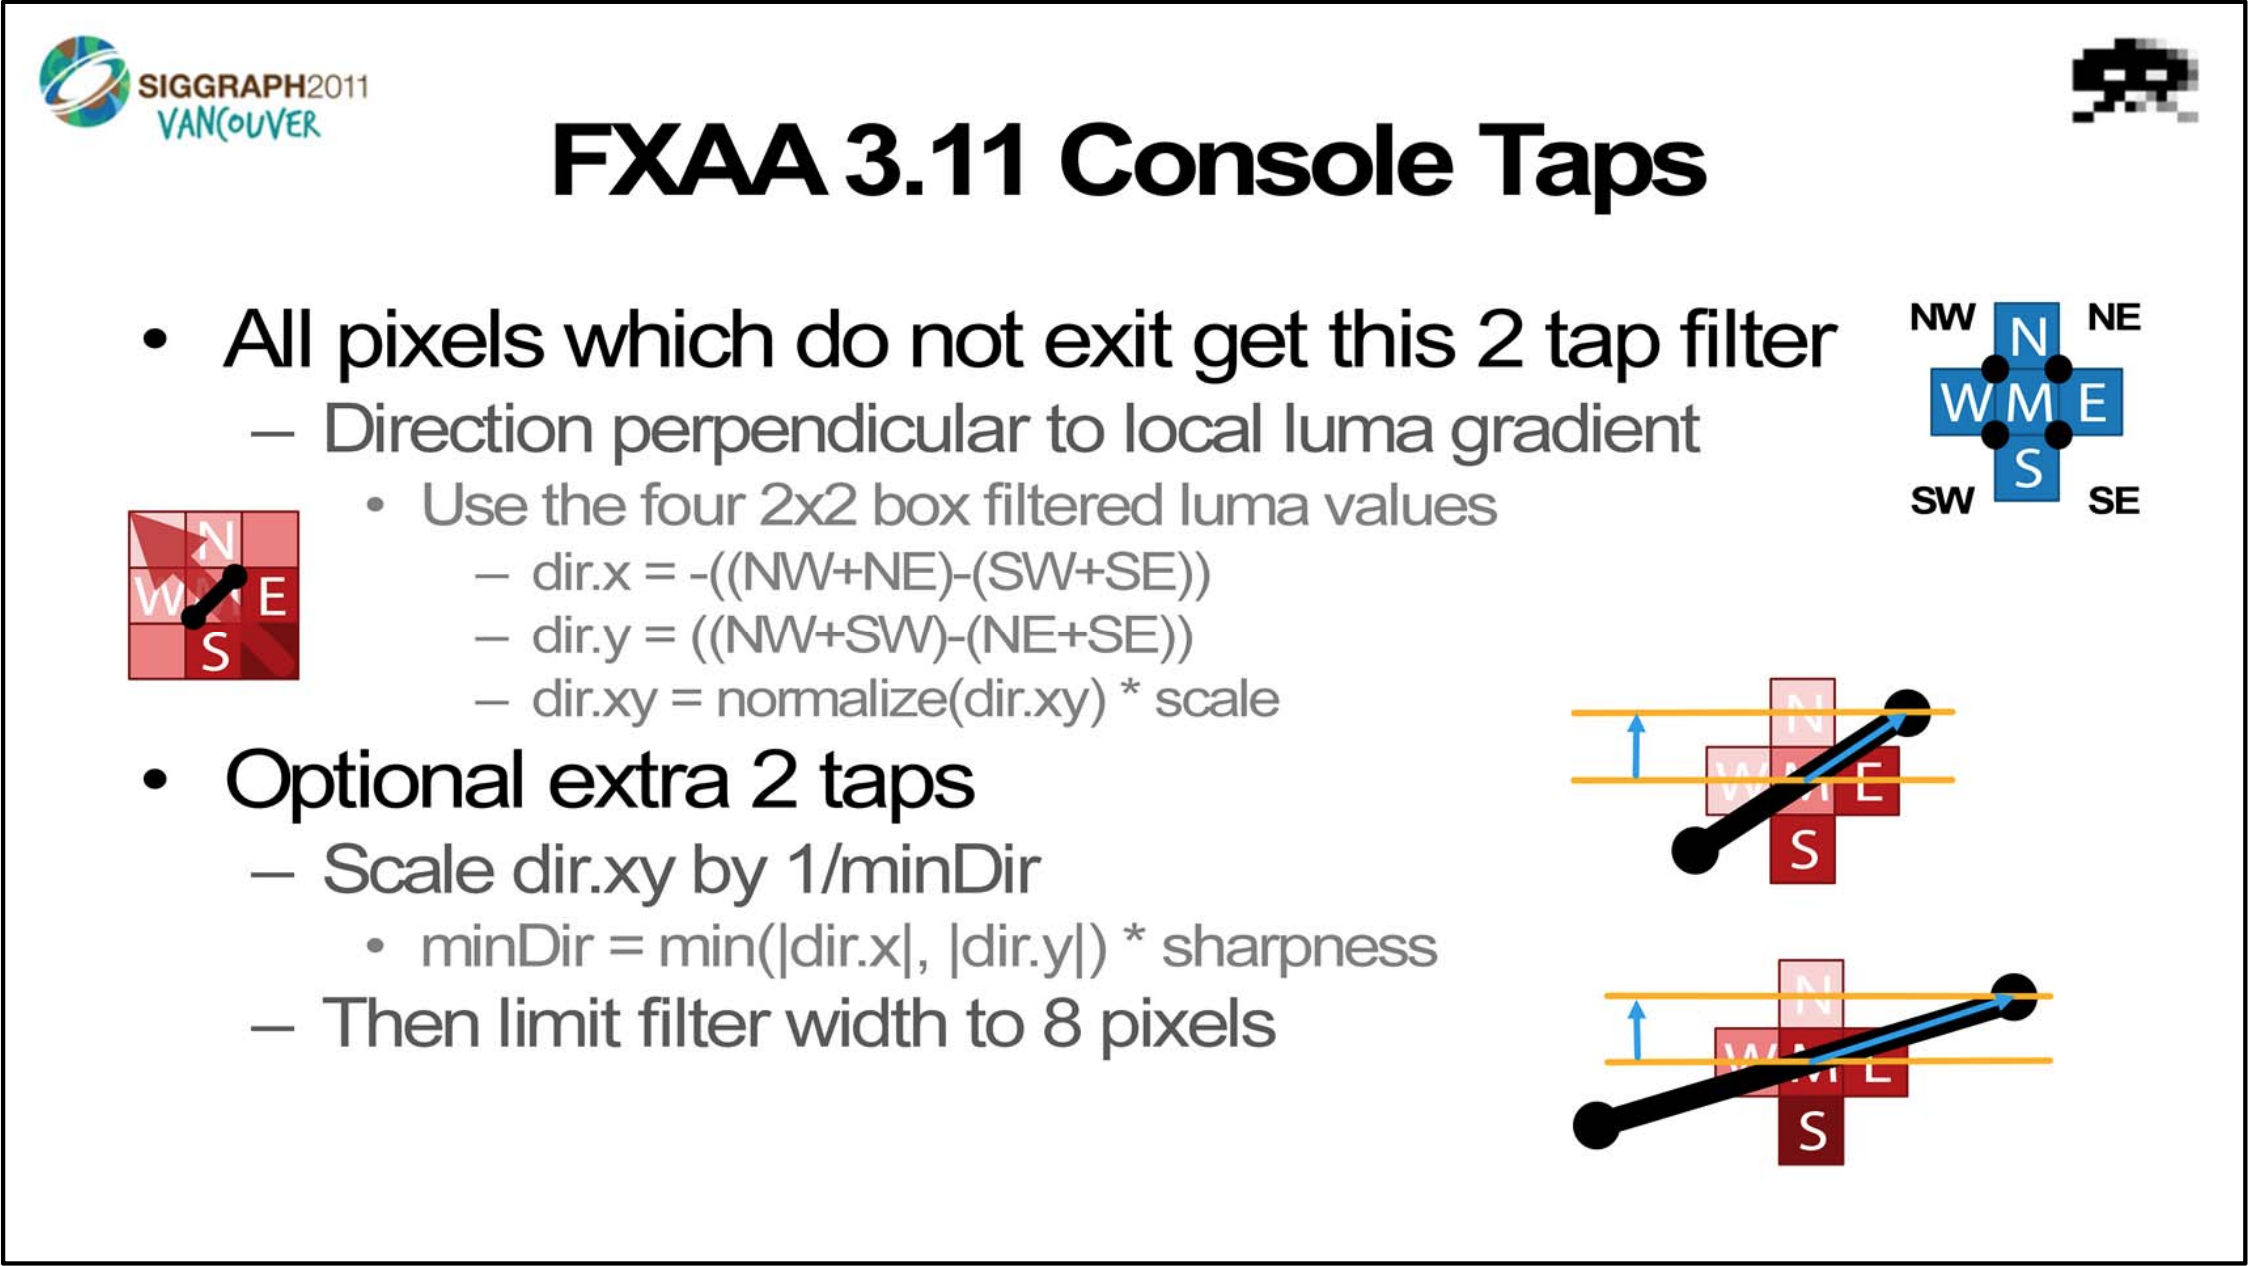 SIGGRAPH2011
VANCOUVER
FXAA 3.11 Console Taps
• All pixels which do not exit get this 2 tap filter
– Direction perpendicular to local luma gradient
• Use the four 2x2 box filtered luma values
– dir.x = -((NW+NE)-(SW+SE))
– dir.y = ((NW+SW)-(NE+SE))
– dir.xy = normalize(dir.xy) * scale
• Optional extra 2 taps
– Scale dir.xy by 1/minDir
• minDir = min(|dir.x|, |dir.y|) * sharpness
– Then limit filter width to 8 pixels
NW N NE
W M E
S
SW SE
N
W E
S
N
W M E
S
N
W M E
S